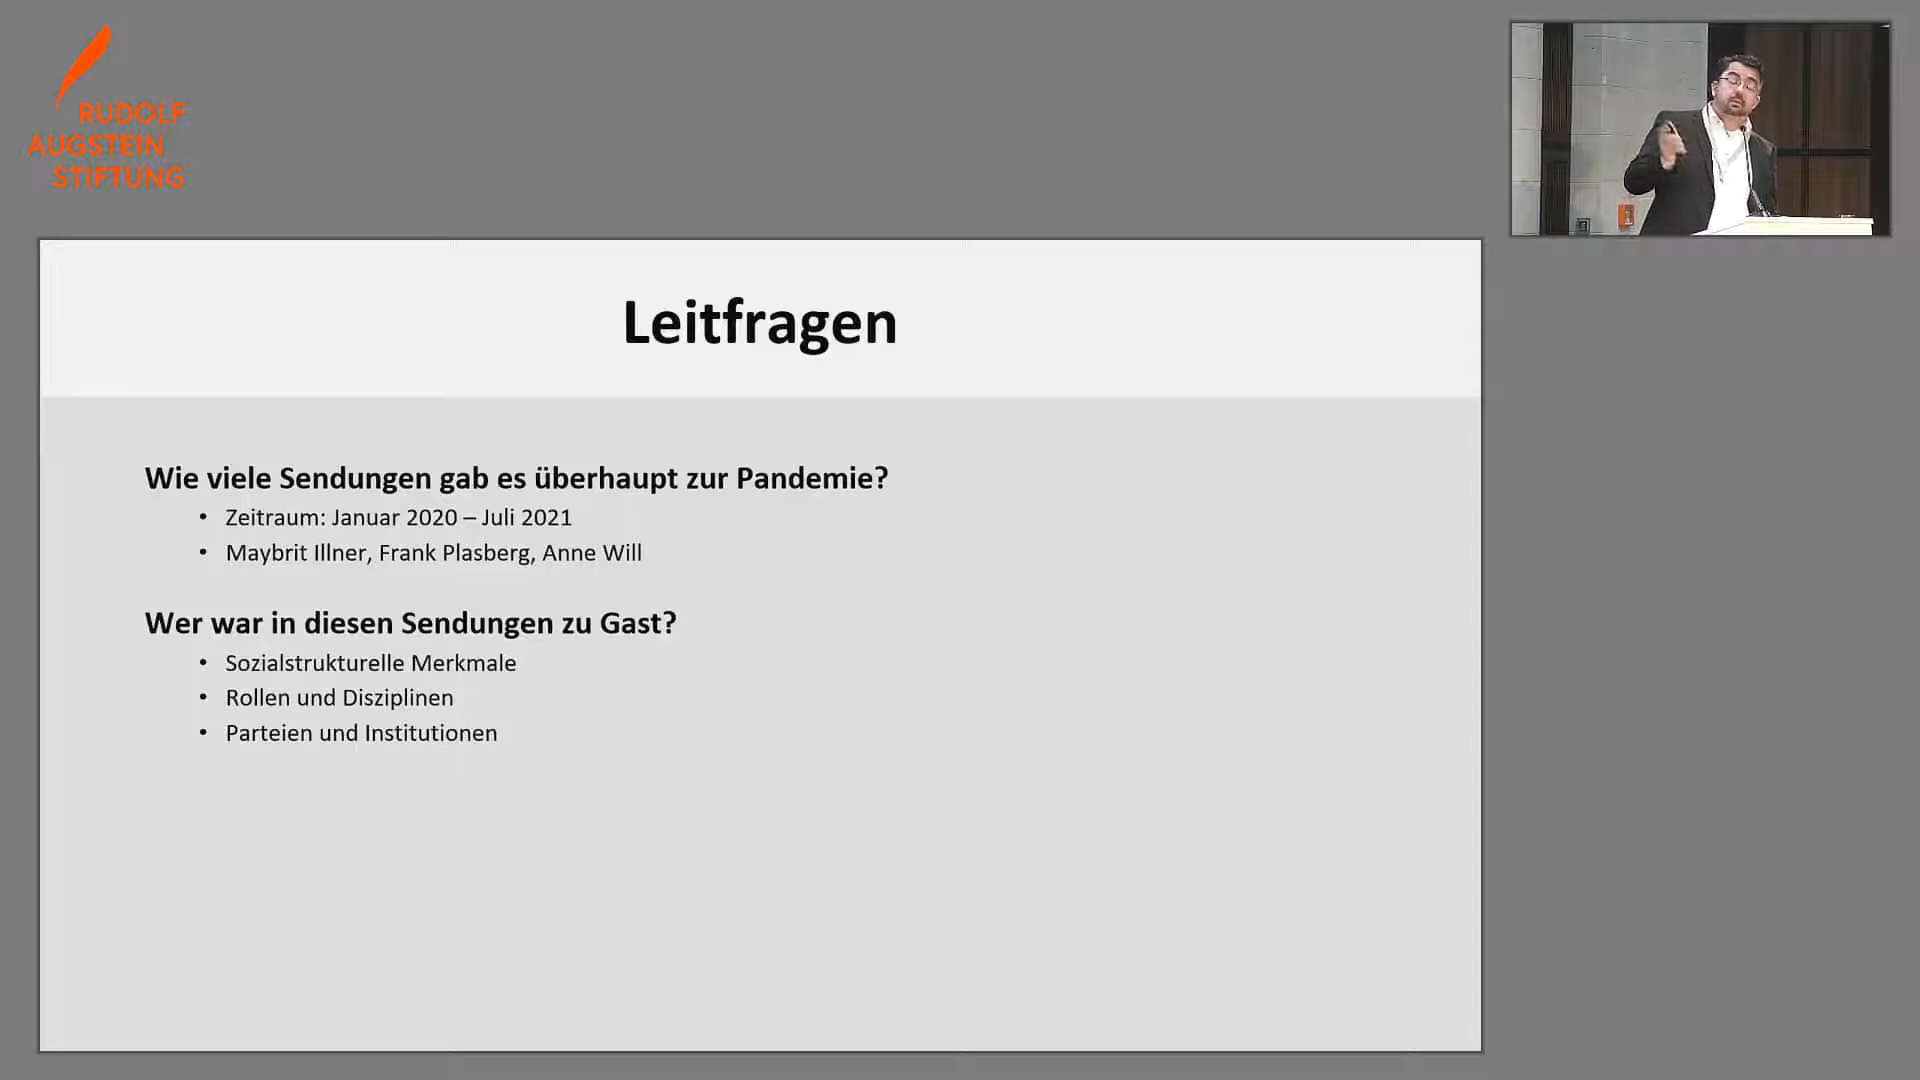 RUDOLF
AUGSTEIN
STIFTUNG
Leitfragen
Wie viele Sendungen gab es überhaupt zur Pandemie?
• Zeitraum: Januar 2020 – Juli 2021
• Maybrit Illner, Frank Plasberg, Anne Will
Wer war in diesen Sendungen zu Gast?
• Sozialstrukturelle Merkmale
• Rollen und Disziplinen
• Parteien und Institutionen